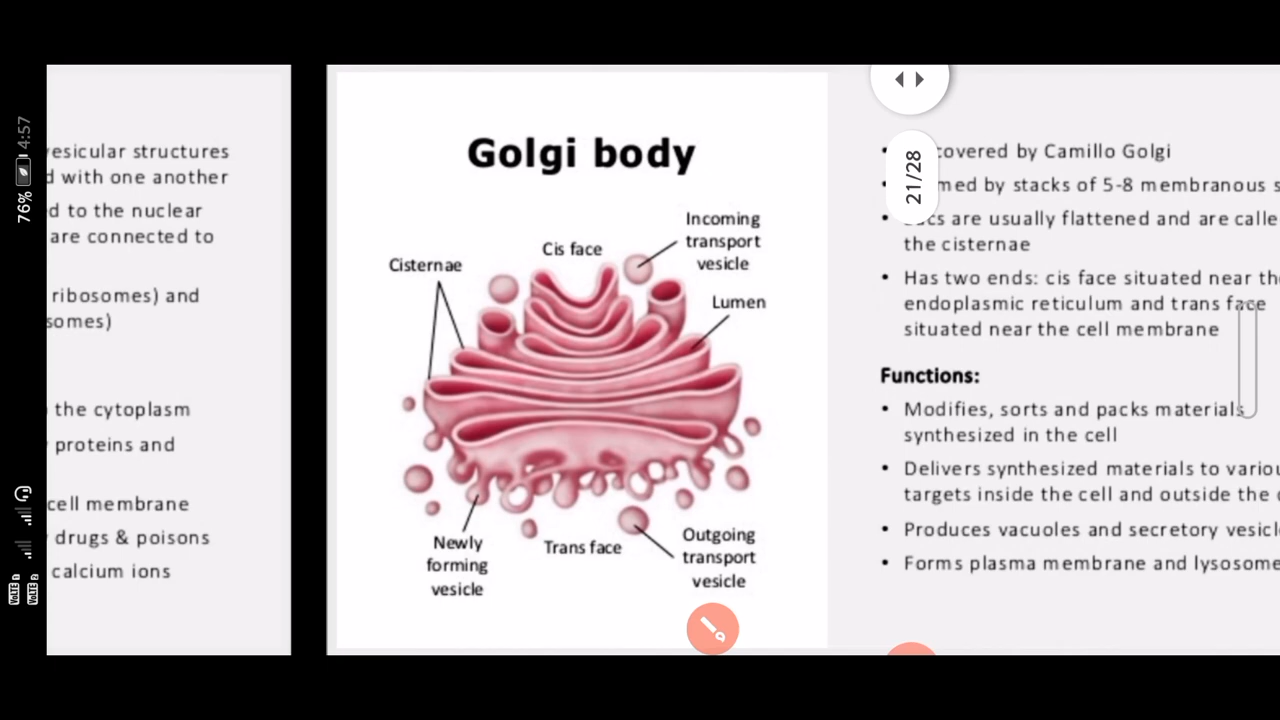 4:57
76%
esicular structures
d with one another
d to the nuclear
are connected to
ribosomes) and
somes)
the cytoplasm
proteins and
cell membrane
drugs & poisons
calcium ions
Golgi body
Incoming
transport
vesicle
Cis face
Cisternae
Lumen
Newly
forming
vesicle
Trans face
Outgoing
transport
vesicle
21/28
covered by Camillo Golgi
med by stacks of 5-8 membranous s
acs are usually flattened and are calle
the cisternae
Has two ends: cis face situated near the
endoplasmic reticulum and trans face
situated near the cell membrane
Functions:
Modifies, sorts and packs materials
synthesized in the cell
Delivers synthesized materials to variou
targets inside the cell and outside the c
Produces vacuoles and secretory vesicl
Forms plasma membrane and lysosome